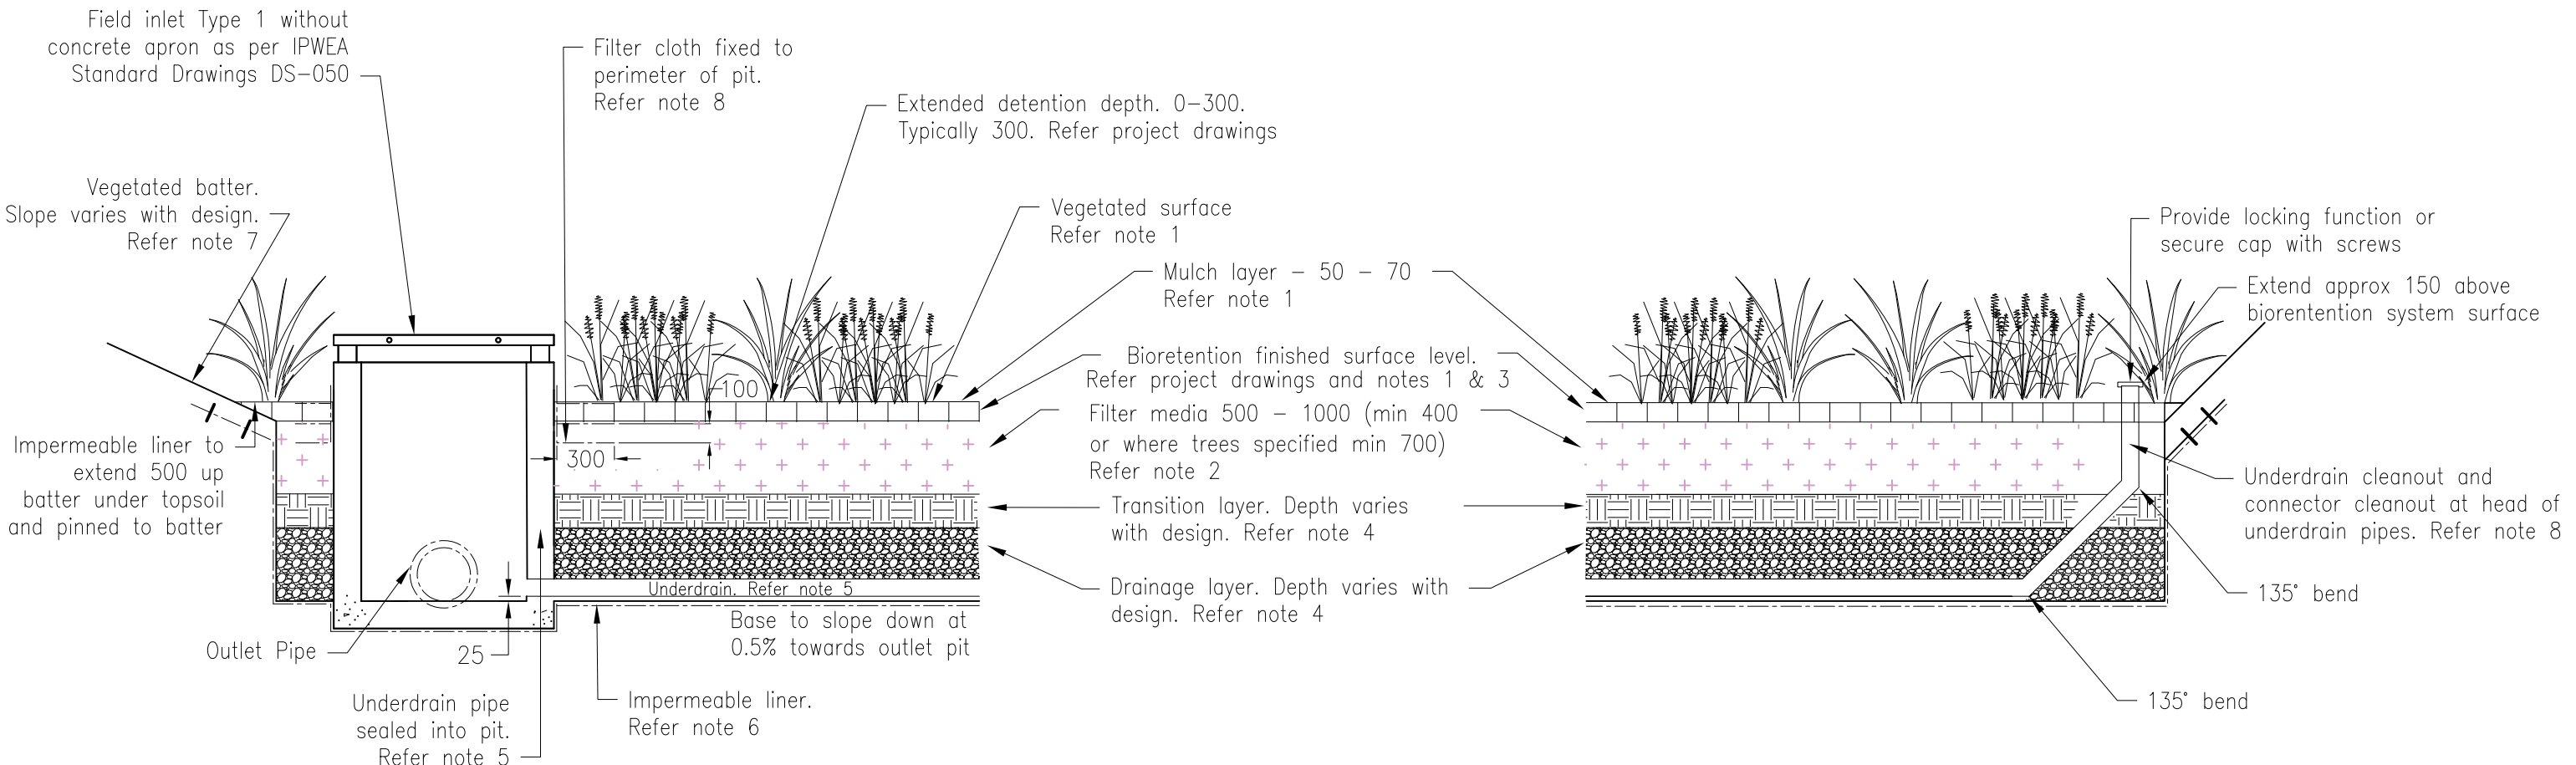 Field inlet Type 1 without
concrete apron as per IPWEA
Standard Drawings DS-050
Filter cloth fixed to
perimeter of pit.
Refer note 8
Extended detention depth. 0-300.
Typically 300. Refer project drawings
Vegetated batter.
Slope varies with design.
Refer note 7
Vegetated surface
Refer note 1
Mulch layer - 50 - 70
Refer note 1
Provide locking function or
secure cap with screws
Extend approx 150 above
biorentention system surface
Bioretention finished surface level.
Refer project drawings and notes 1 & 3
100
Filter media 500 - 1000 (min 400
or where trees specified min 700)
Refer note 2
Impermeable liner to
extend 500 up
batter under topsoil
and pinned to batter
300
Transition layer. Depth varies
with design. Refer note 4
Underdrain cleanout and
connector cleanout at head of
underdrain pipes. Refer note 8
Drainage layer. Depth varies with
design. Refer note 4
Underdrain. Refer note 5
135° bend
Base to slope down at
0.5% towards outlet pit
Outlet Pipe
25
Underdrain pipe
sealed into pit.
Refer note 5
Impermeable liner.
Refer note 6
135° bend